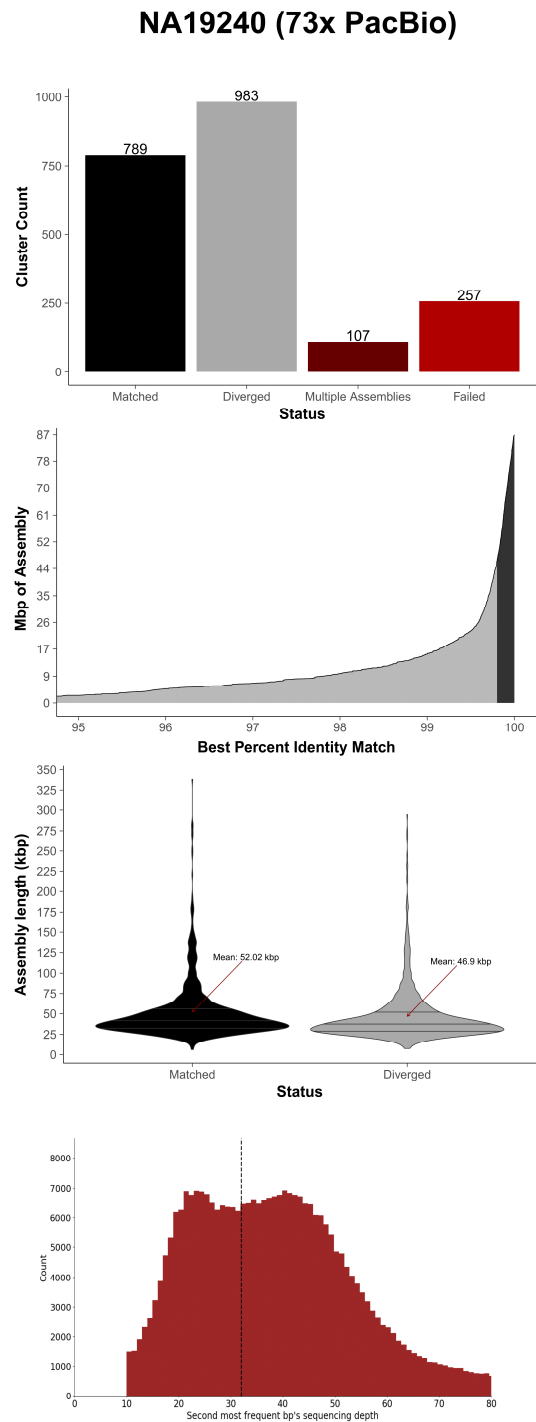 NA19240 (73x PacBio)
1000
983
789
750
Cluster Count
500
250
257
107
0
Matched Diverged Multiple Assemblies Failed
Status
87
78
70
61
52
Mbp of Assembly
44
35
26
17
9
0
95 96 97 98 99 100
Best Percent Identity Match
350
325
300
275
250
225
Assembly length (kbp)
200
175
150
125
Mean: 52.02 kbp
Mean: 46.9 kbp
100
75
50
25
0
Matched Diverged
Status
8000
7000
6000
5000
Count
4000
3000
2000
1000
0
0 10 20 30 40 50 60 70 80
Second most frequent bp's sequencing depth